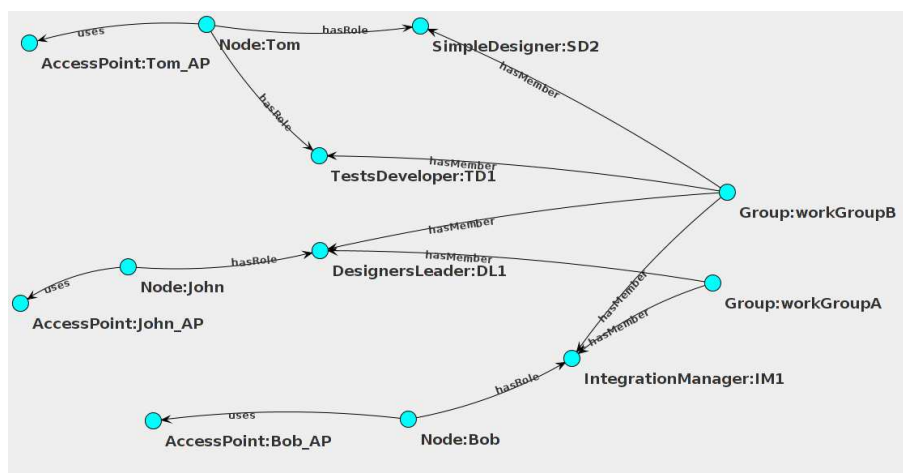 uses
hasRole
Node:Tom
SimpleDesigner:SD2
AccessPoint:Tom_AP
hasMember
hasRole
hasMember
TestsDeveloper:TD1
Group:workGroupB
hasMember
hasMember
hasRole
DesignersLeader:DL1
Node:John
uses
hasMember
Group:workGroupA
AccessPoint:John_AP
hasMember
IntegrationManager:IM1
hasRole
uses
AccessPoint:Bob_AP
Node:Bob